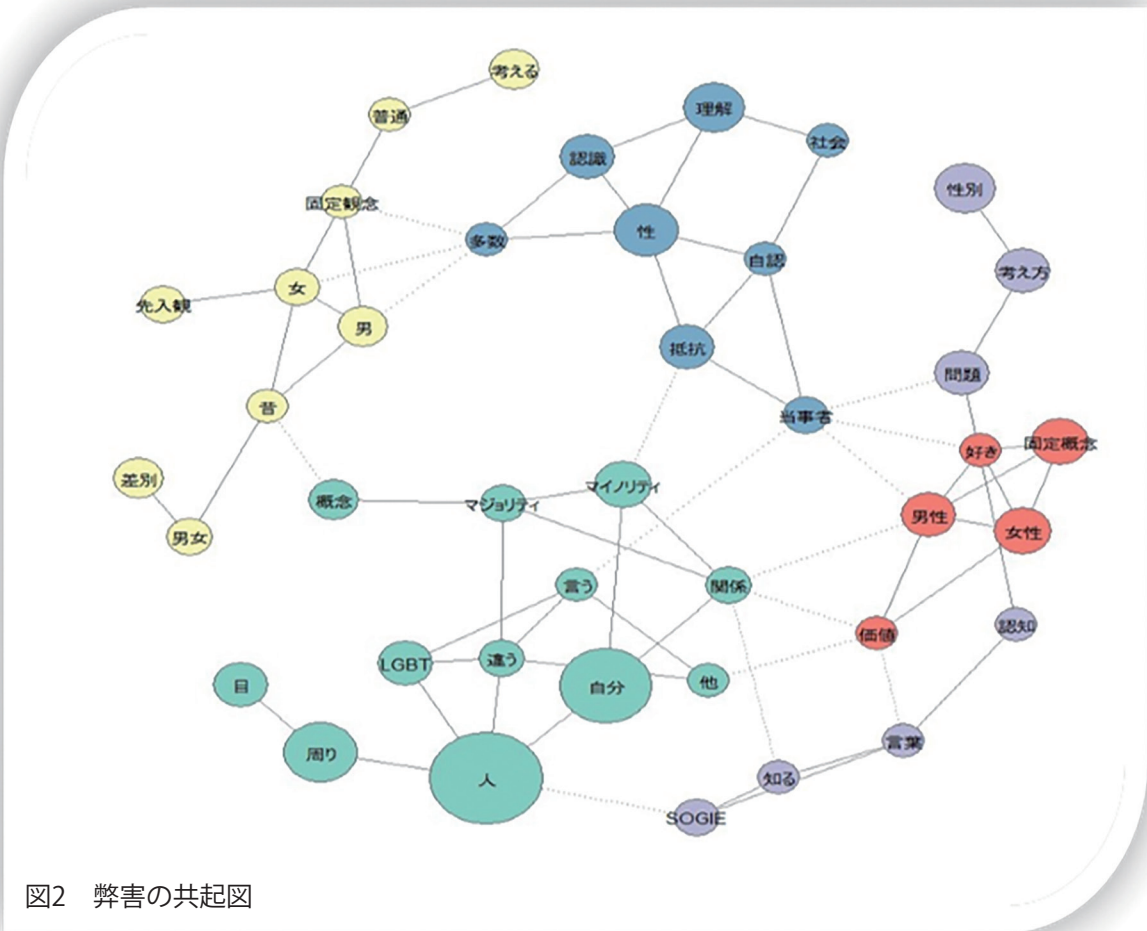 考える
普通
理解
社会
認識
性別
固定観念
多数
性
自認
考え方
女
先入観
男
抵抗
問題
昔
当事者
好き
固定概念
差別
マイノリティ
概念
マジョリティ
男性
女性
男女
言う
関係
認知
価値
LGBT
違う
自分
他
目
周り
人
言葉
知る
SOGIE
図2 弊害の共起図